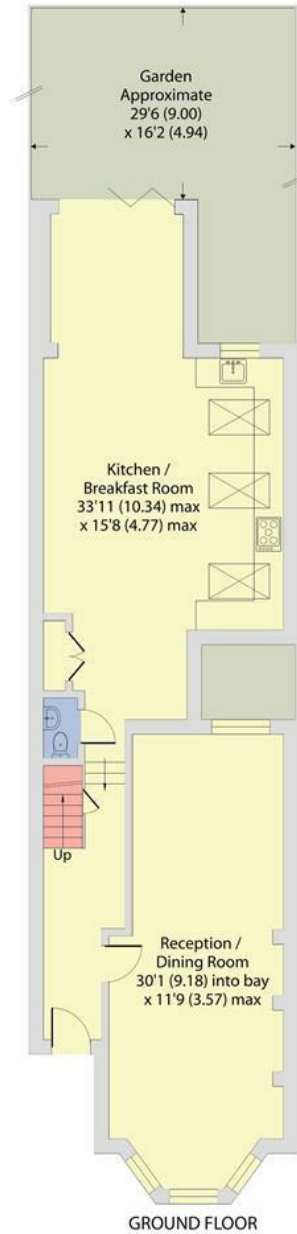 Garden
Approximate
29'6 (9.00)
x 16'2 (4.94)
Kitchen /
Breakfast Room
33'11 (10.34) max
x 15'8 (4.77) max
Up
Reception /
Dining Room
30'1 (9.18) into bay
x 11'9 (3.57) max
GROUND FLOOR